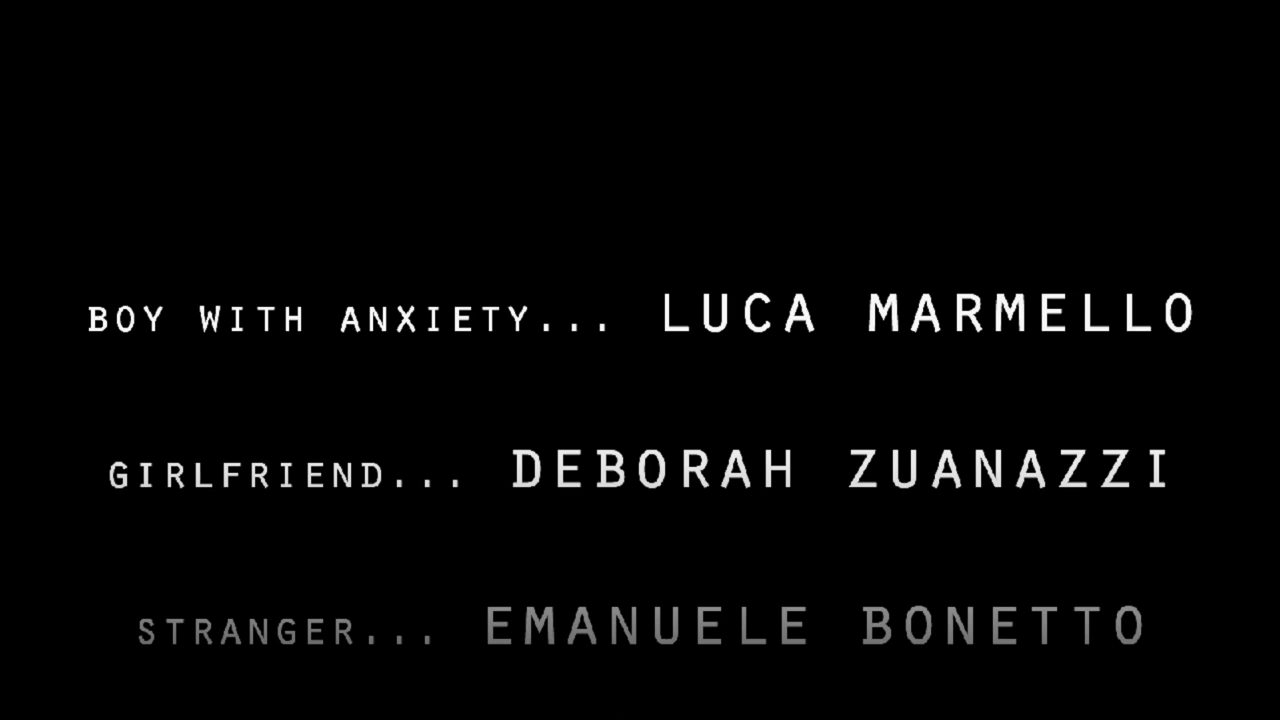 BOY WITH ANXIETY... LUCA MARMELLO
GIRLFRIEND... DEBORAH ZUANAZZI
STRANGER... EMANUELE BONETTO